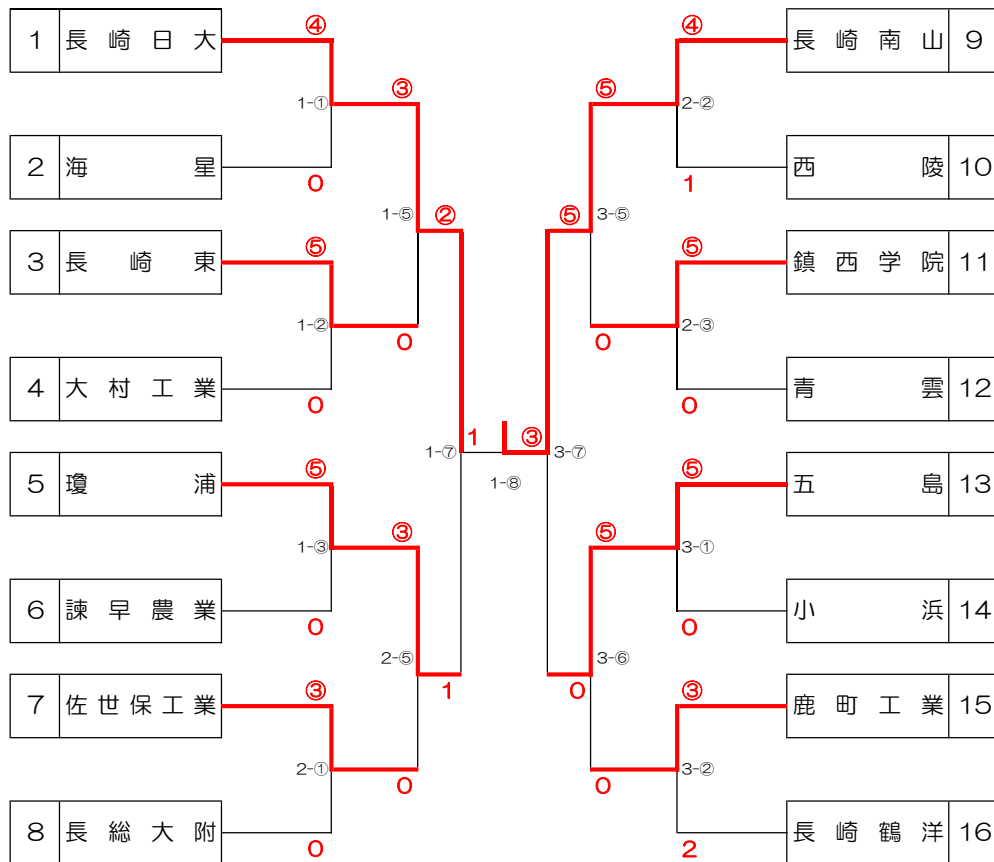 1 長崎日大 ④ ④ 長崎南山 9
1-① ③ ⑤ 2-②
2 海星 0 1 西陵 10
1-⑤ ② ⑤ 3-⑤
3 長崎東 ⑤ ⑤ 鎮西学院 11
1-② 0 0 2-③
4 大村工業 0 0 青雲 12
1-⑦ 1 ③ 3-⑦
5 瓊浦 ⑤ 1-⑧ ⑤ 五島 13
1-③ ③ ⑤ 3-①
6 諫早農業 0 0 小浜 14
2-⑤ 1 0 3-⑥
7 佐世保工業 ③ ③ 鹿町工業 15
2-① 0 0 3-②
8 長総大附 0 2 長崎鶴洋 16